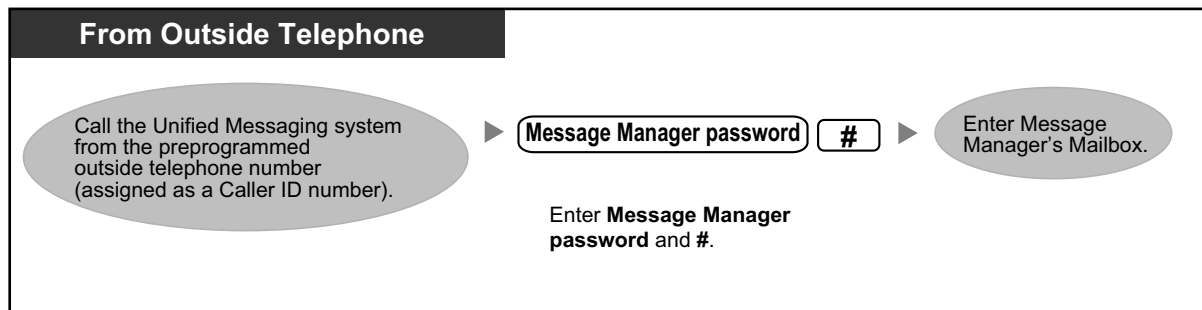 From Outside Telephone
Call the Unified Messaging system
from the preprogrammed
outside telephone number
(assigned as a Caller ID number).
Message Manager password
#
Enter Message Manager
password and #.
Enter Message
Manager's Mailbox.